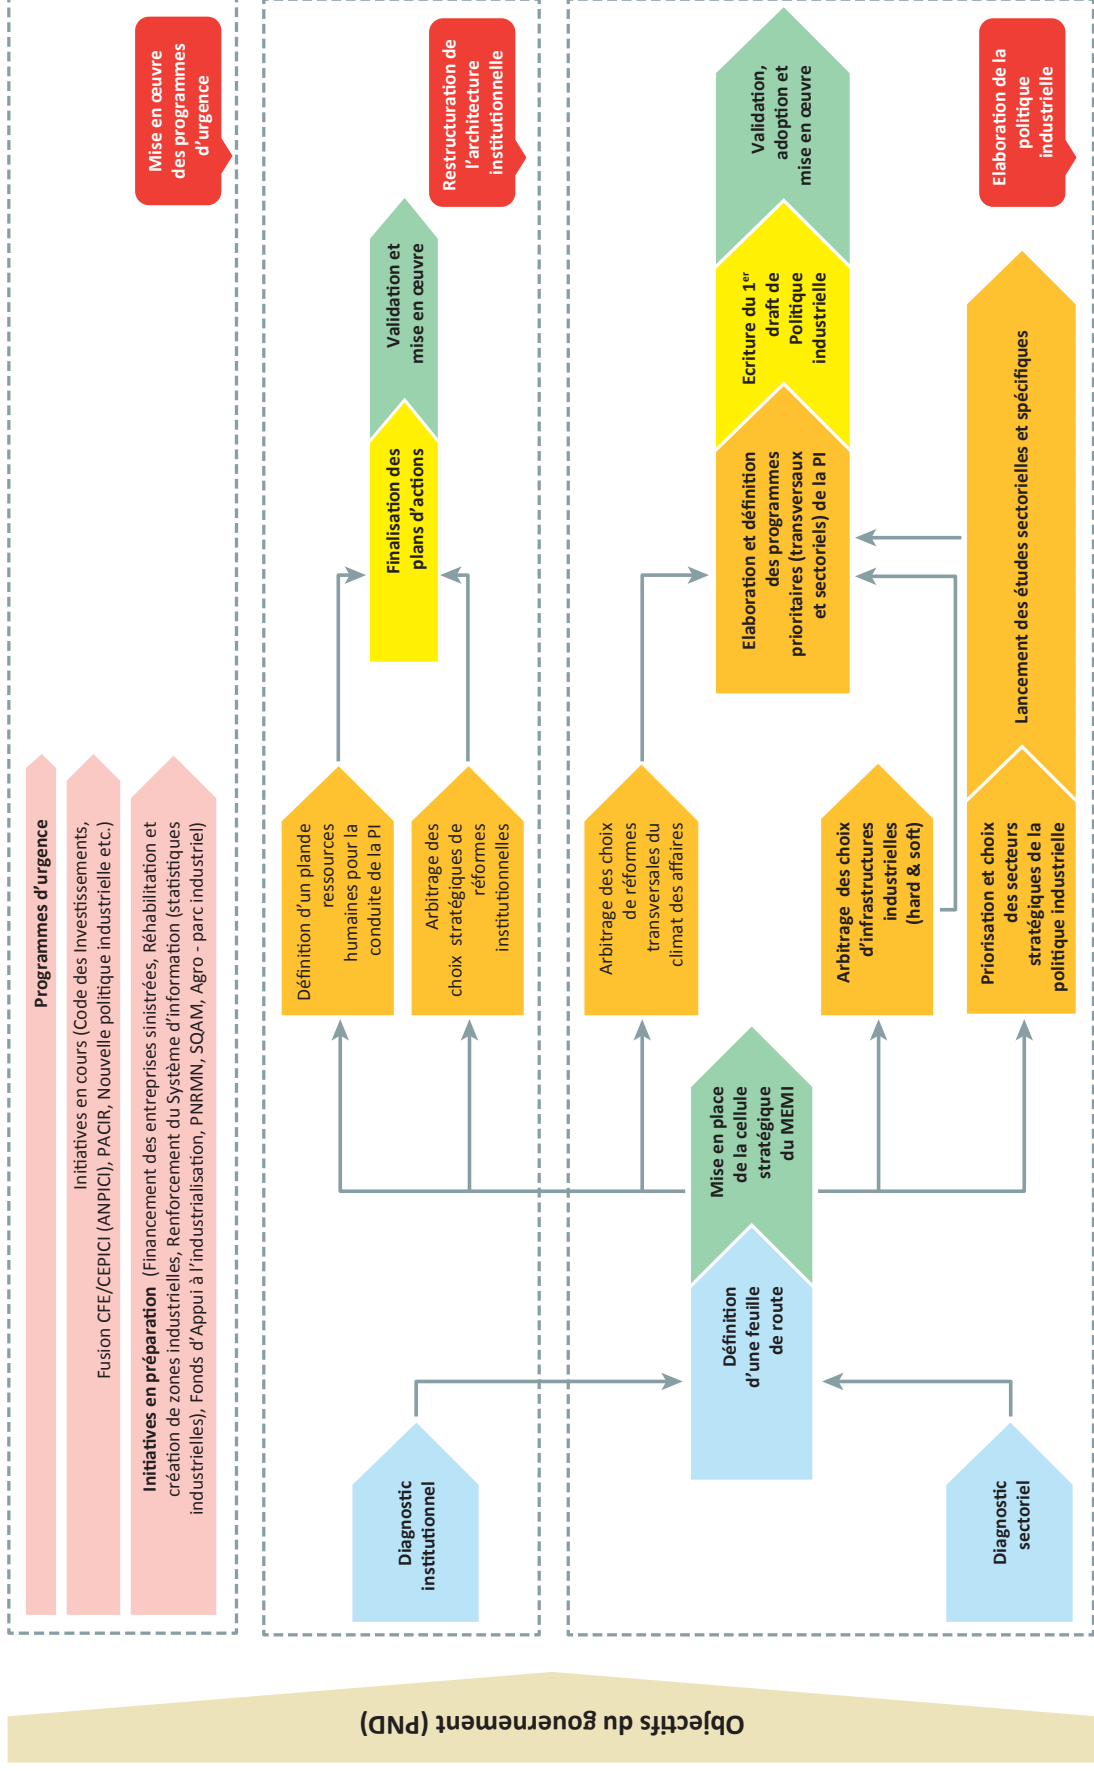 Objectifs du gouvernement (PND)
Programmes d’urgence
Initiatives en cours (Code des Investissements,
Fusion CFE/CEPICI (ANPICI), PACIR, Nouvelle politique industrielle etc.)
Initiatives en préparation (Financement des entreprises sinistrées, Réhabilitation et
création de zones industrielles, Renforcement du Système d’information (statistiques
industrielles), Fonds d’Appui à l’industrialisation, PNRMN, SQAM, Agro - parc industriel)
Mise en œuvre
des programmes
d’urgence
Diagnostic
institutionnel
Définition d’un plande
ressources
humaines pour la
conduite de la PI
Arbitrage des
choix stratégiques de
réformes
institutionnelles
Finalisation des
plans d’actions
Validation et
mise en œuvre
Restructuration de
l’architecture
institutionnelle
Définition
d’une feuille
de route
Mise en place
de la cellule
stratégique
du MEMI
Diagnostic
sectoriel
Arbitrage des choix
de réformes
transversales du
climat des affaires
Arbitrage des choix
d’infrastructures
industrielles
(hard & soft)
Priorisation et choix
des secteurs
stratégiques de la
politique industrielle
Lancement des études sectorielles et spécifiques
Elaboration et définition
des programmes
prioritaires (transversaux
et sectoriels) de la PI
Ecriture du 1er
draft de
Politique
industrielle
Validation,
adoption et
mise en œuvre
Elaboration de la
politique
industrielle